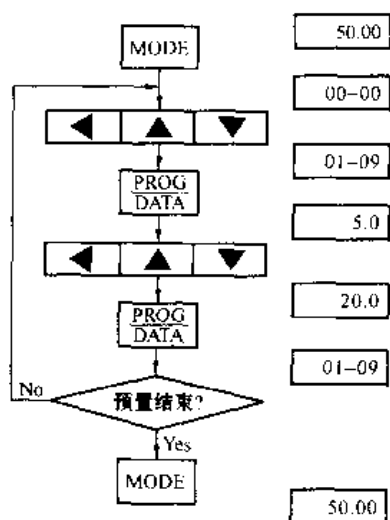 MODE
50.00
00-00
01-09
PROG
DATA
5.0
20.0
PROG
DATA
01-09
No
预置结束?
Yes
MODE
50.00